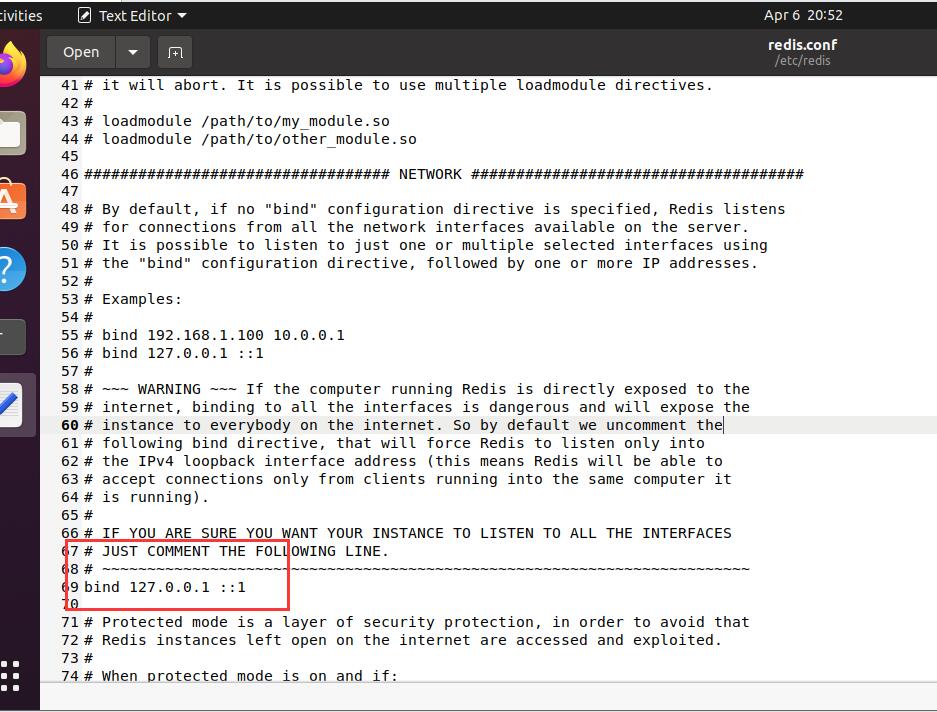 tivities Text Editor Apr 6 20:52
Open redis.conf
/etc/redis
41 # it will abort. It is possible to use multiple loadmodule directives.
42 #
43 # loadmodule /path/to/my_module.so
44 # loadmodule /path/to/other_module.so
45
46 ################################## NETWORK #####################################
47
48 # By default, if no "bind" configuration directive is specified, Redis listens
49 # for connections from all the network interfaces available on the server.
50 # It is possible to listen to just one or multiple selected interfaces using
51 # the "bind" configuration directive, followed by one or more IP addresses.
52 #
53 # Examples:
54 #
55 # bind 192.168.1.100 10.0.0.1
56 # bind 127.0.0.1 ::1
57 #
58 # ~~~ WARNING ~~~ If the computer running Redis is directly exposed to the
59 # internet, binding to all the interfaces is dangerous and will expose the
60 # instance to everybody on the internet. So by default we uncomment the
61 # following bind directive, that will force Redis to listen only into
62 # the IPv4 loopback interface address (this means Redis will be able to
63 # accept connections only from clients running into the same computer it
64 # is running).
65 #
66 # IF YOU ARE SURE YOU WANT YOUR INSTANCE TO LISTEN TO ALL THE INTERFACES
67 # JUST COMMENT THE FOLLOWING LINE.
68 # ~~~~~~~~~~~~~~~~~~~~~~~~~~~~~~~~~~~~~~~~~~~~~~~~~~~~~~~~~~~~~~~~~~~~~~~~
69 bind 127.0.0.1 ::1
70
71 # Protected mode is a layer of security protection, in order to avoid that
72 # Redis instances left open on the internet are accessed and exploited.
73 #
74 # When protected mode is on and if: